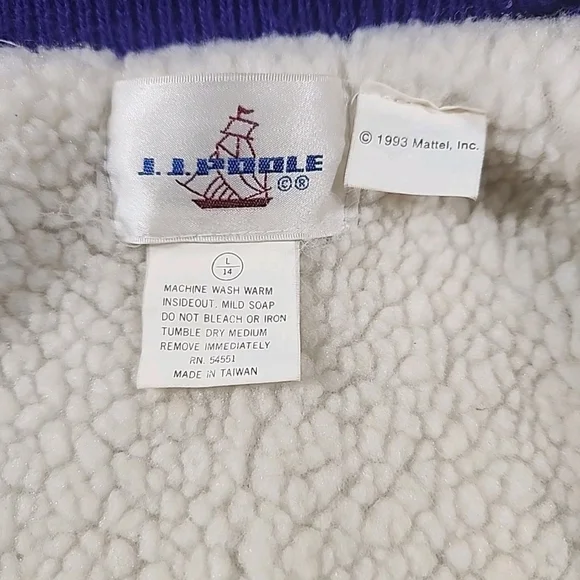 J.J.POOLE
©®
© 1993 Mattel, Inc.
L
14
MACHINE WASH WARM
INSIDEOUT. MILD SOAP
DO NOT BLEACH OR IRON
TUMBLE DRY MEDIUM
REMOVE IMMEDIATELY
RN. 54551
MADE IN TAIWAN